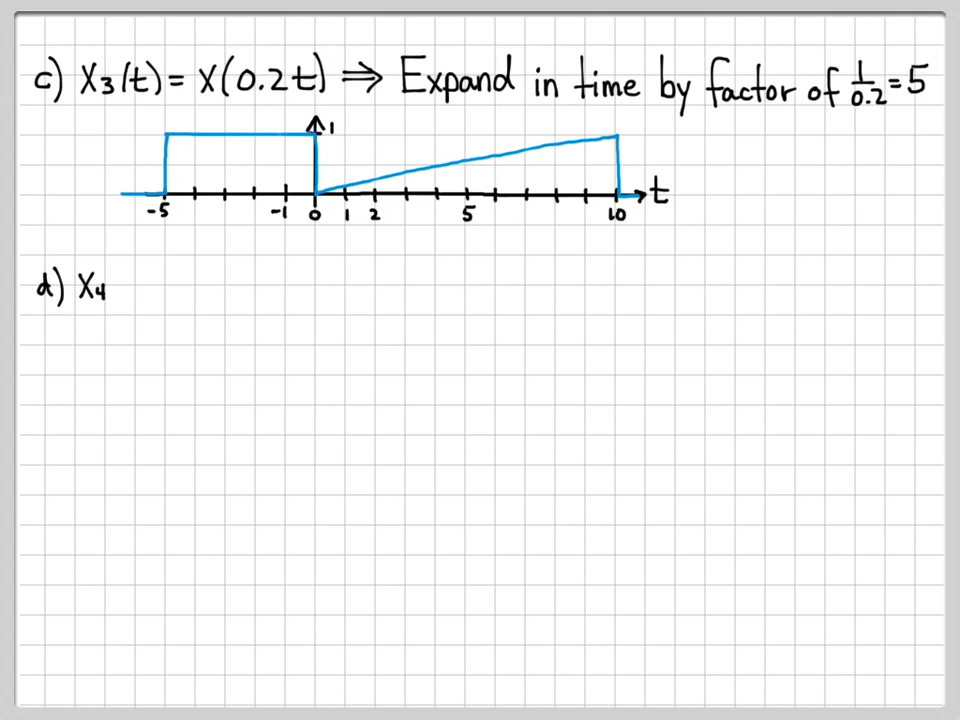 c) X₃(t) = X(0.2t) ⇒ Expand in time by factor of 1/0.2 = 5
1
t
-5 -1 0 1 2 5 10
d) X₄